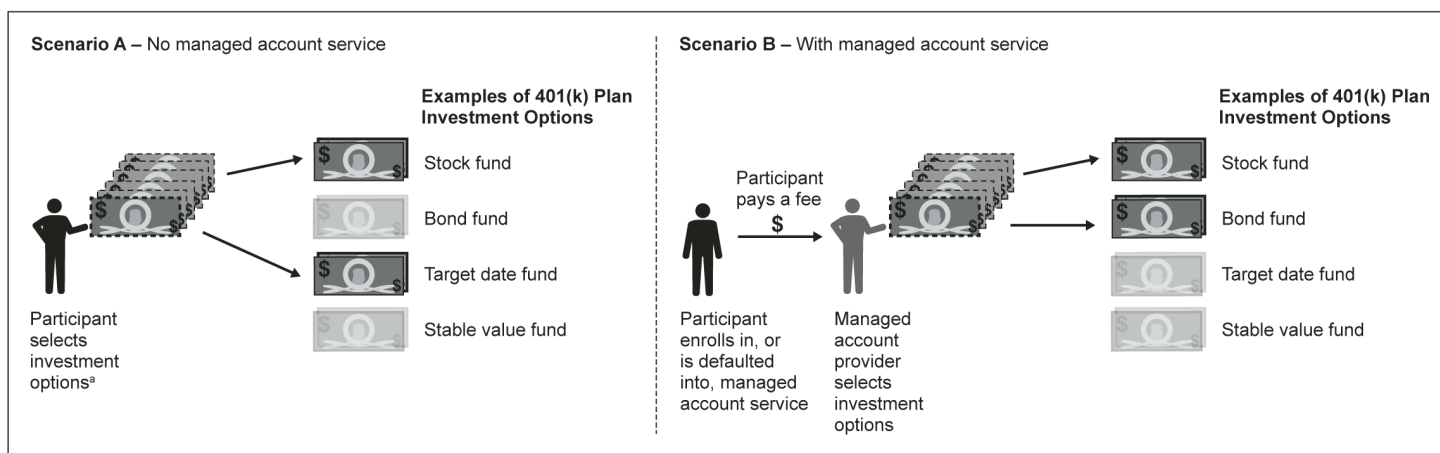 Scenario A – No managed account service
Examples of 401(k) Plan
Investment Options
$ $
Stock fund
$ $
Bond fund
$ $
Target date fund
$ $
Stable value fund
Participant
selects
investment
optionsᵃ
Scenario B – With managed account service
Examples of 401(k) Plan
Investment Options
Participant
pays a fee
$
$ $
Stock fund
$ $
Bond fund
$ $
Target date fund
$ $
Stable value fund
Participant
enrolls in, or
is defaulted
into, managed
account service
Managed
account
provider
selects
investment
options